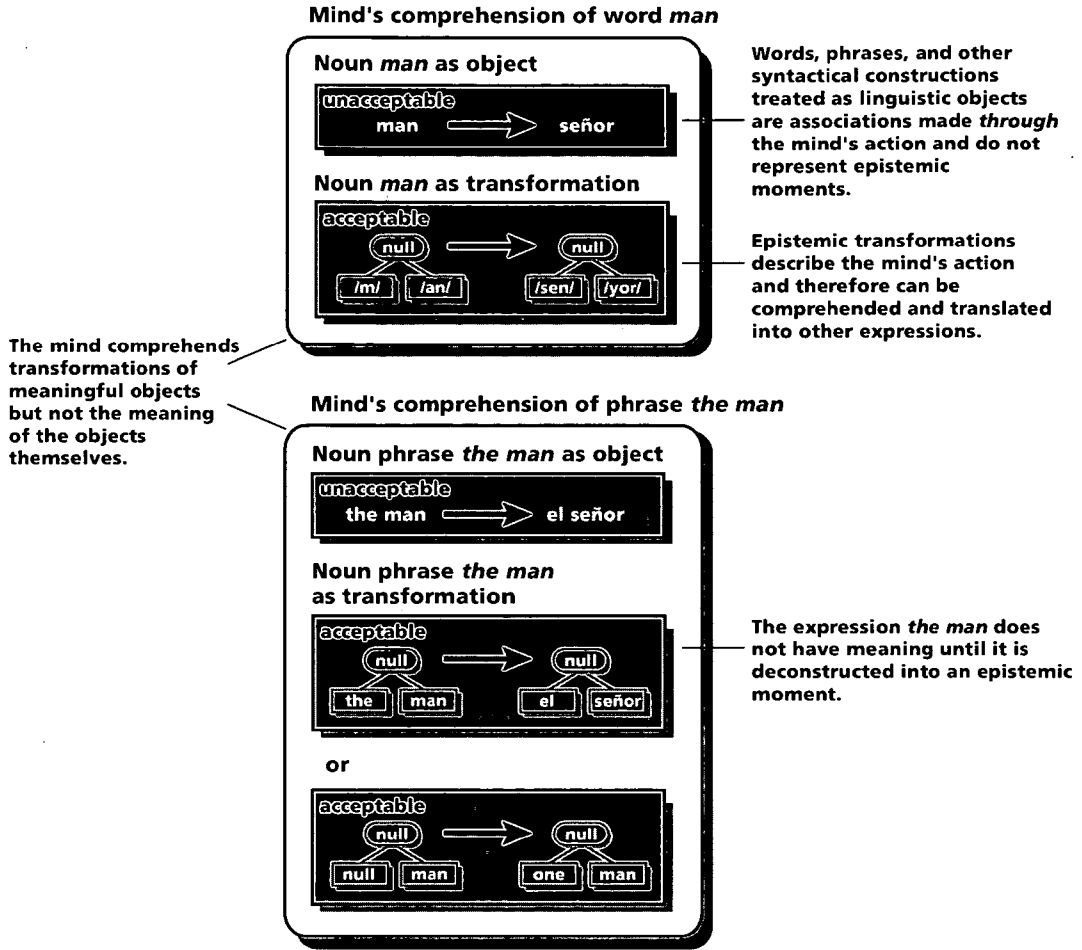 Mind's comprehension of word man
Noun man as object
unacceptable
man señor
Noun man as transformation
acceptable
null null
/m/ /an/ /sen/ /yor/
Words, phrases, and other
syntactical constructions
treated as linguistic objects
are associations made through
the mind's action and do not
represent epistemic
moments.
Epistemic transformations
describe the mind's action
and therefore can be
comprehended and translated
into other expressions.
The mind comprehends
transformations of
meaningful objects
but not the meaning
of the objects
themselves.
Mind's comprehension of phrase the man
Noun phrase the man as object
unacceptable
the man el señor
Noun phrase the man
as transformation
acceptable
null null
the man el señor
The expression the man does
not have meaning until it is
deconstructed into an epistemic
moment.
or
acceptable
null null
null man one man